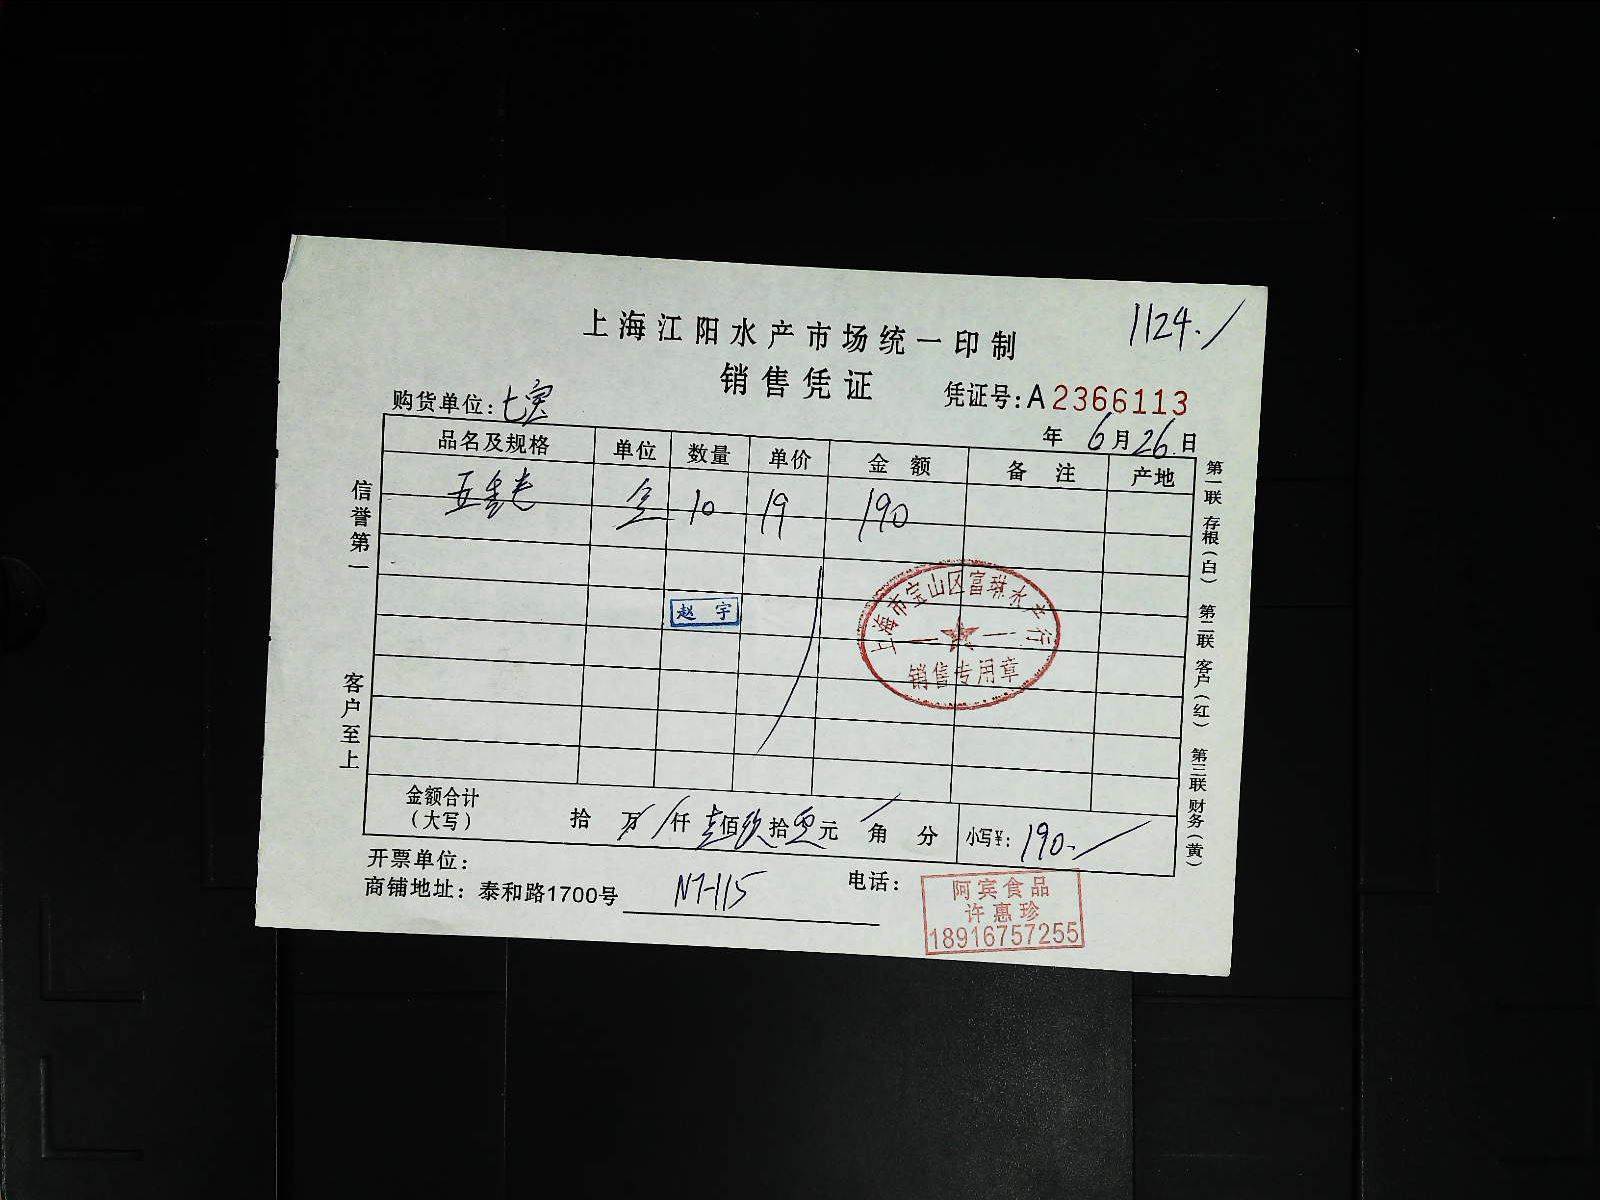 1124.
上海江阳水产市场统一印制
销售凭证
凭证号:A2366113
购货单位:七宝
年 6月26日
品名及规格 单位 数量 单价 金额 备注 产地
10 19 190
赵宇
上海市宝山区富琳水产行
销售专用章
金额合计
(大写)
拾 万 仟 壹佰玖拾零元 角 分 小写¥: 190.
开票单位:
商铺地址:泰和路1700号 N7-115 电话:
阿宾食品
许惠珍
18916757255
信誉第一
客户至上
第一联 存根(白) 第二联 客户(红) 第三联 财务(黄)